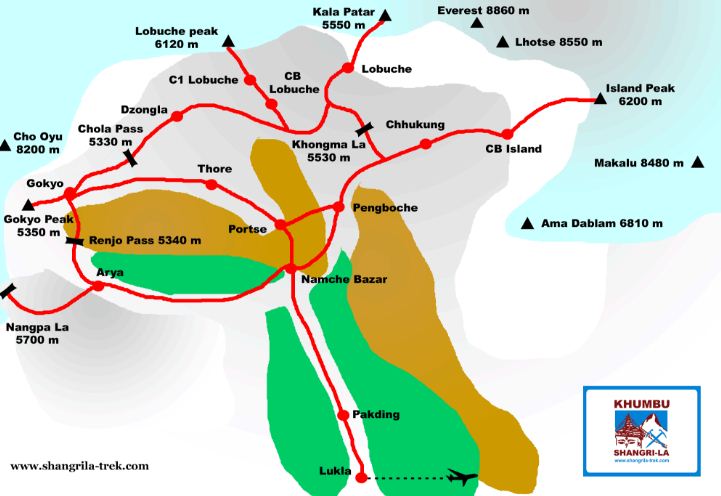 Kala Patar
5550 m
Everest 8860 m
Lobuche peak
6120 m
Lhotse 8550 m
C1 Lobuche
CB
Lobuche
Lobuche
Island Peak
6200 m
Dzongla
Cho Oyu
8200 m
Chola Pass
5330 m
Khongma La
5530 m
Chhukung
CB Island
Makalu 8480 m
Thore
Gokyo
Gokyo Peak
5350 m
Pengboche
Portse
Ama Dablam 6810 m
Renjo Pass 5340 m
Arya
Namche Bazar
Nangpa La
5700 m
Pakding
Lukla
www.shangrila-trek.com
KHUMBU
SHANGRI-LA
www.shangrila-trek.com